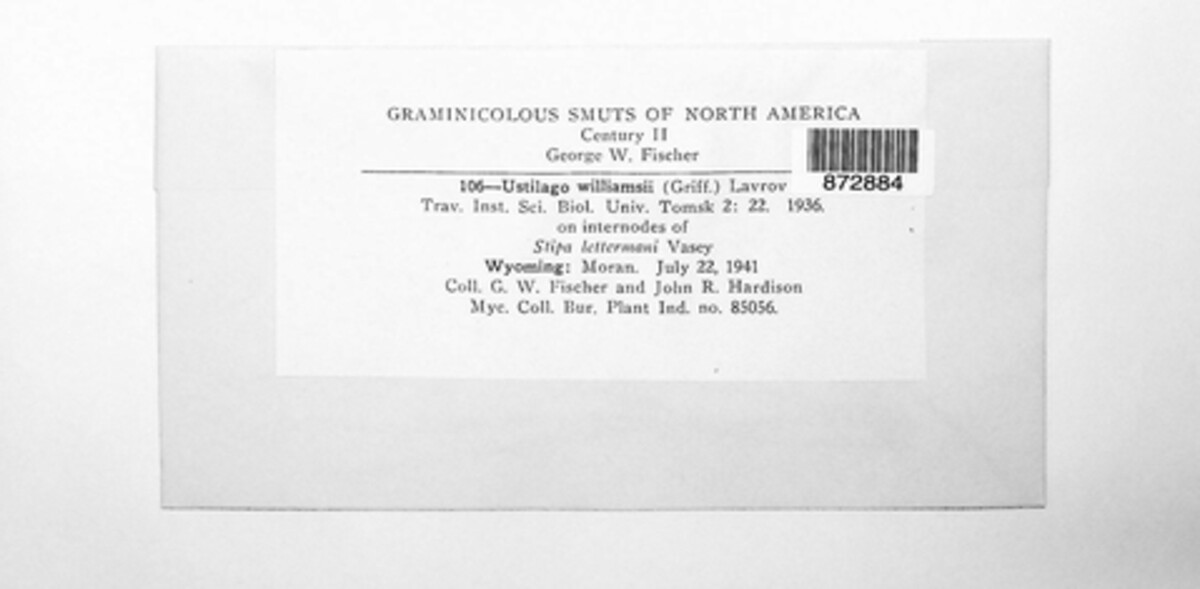 GRAMINICOLOUS SMUTS OF NORTH AMERICA
Century II
George W. Fischer
106—Ustilago williamsii (Griff.) Lavrov
872884
Trav. Inst. Sci. Biol. Univ. Tomsk 2: 22. 1936.
on internodes of
Stipa lettermani Vasey
Wyoming: Moran. July 22, 1941
Coll. G. W. Fischer and John R. Hardison
Myc. Coll. Bur. Plant Ind. no. 85056.